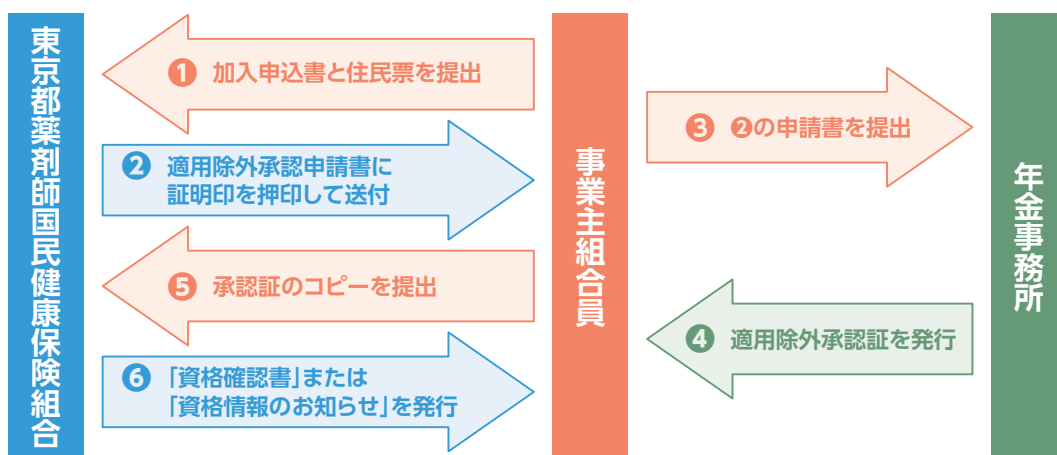 東京都薬剤師国民健康保険組合
❶ 加入申込書と住民票を提出
❷ 適用除外承認申請書に
証明印を押印して送付
❺ 承認証のコピーを提出
❻ 「資格確認書」または
「資格情報のお知らせ」を発行
事業主組合員
❸ ❷の申請書を提出
❹ 適用除外承認証を発行
年金事務所